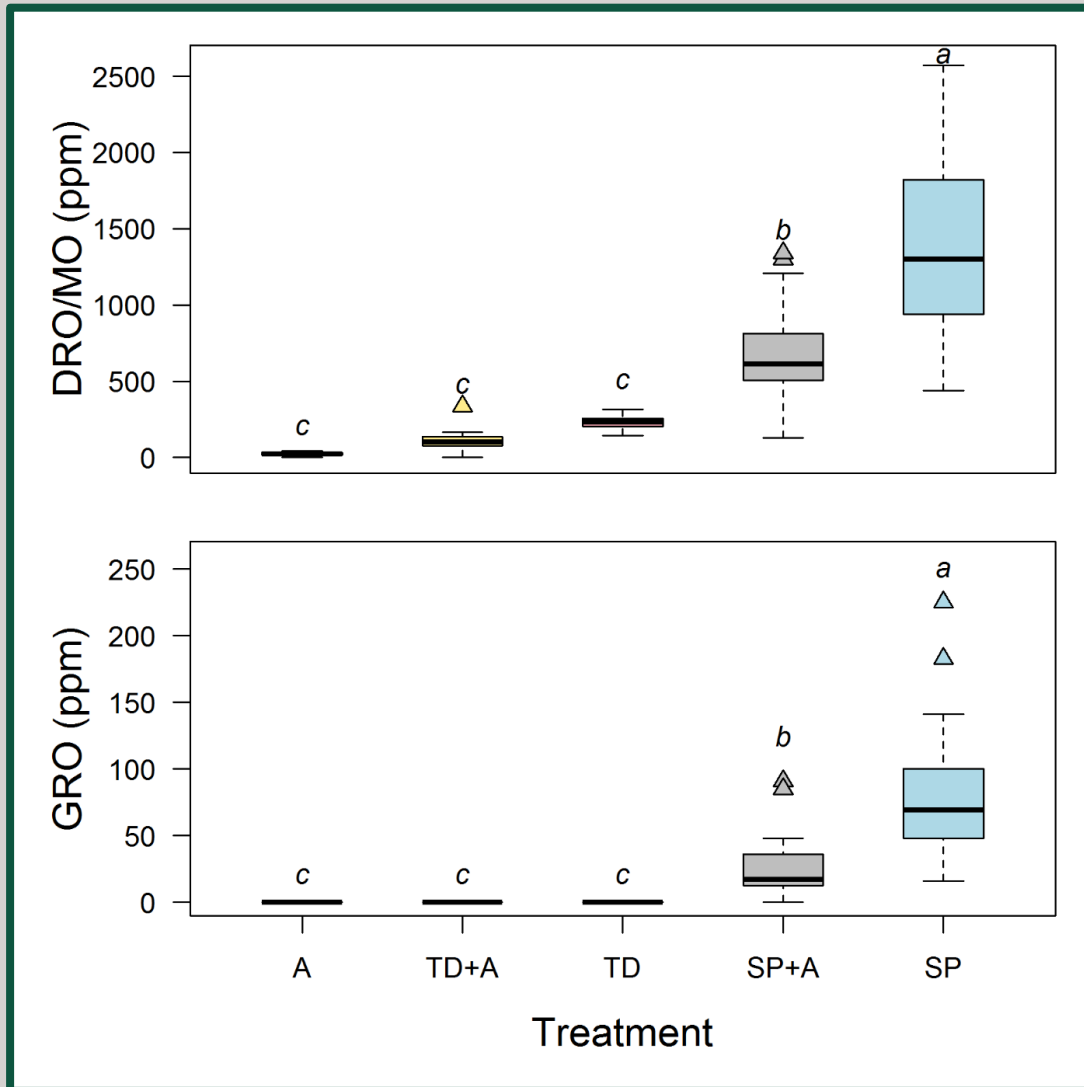 DRO/MO (ppm)
2500
2000
1500
1000
500
0
c
c
c
b
a
GRO (ppm)
250
200
150
100
50
0
c
c
c
b
a
A TD+A TD SP+A SP
Treatment